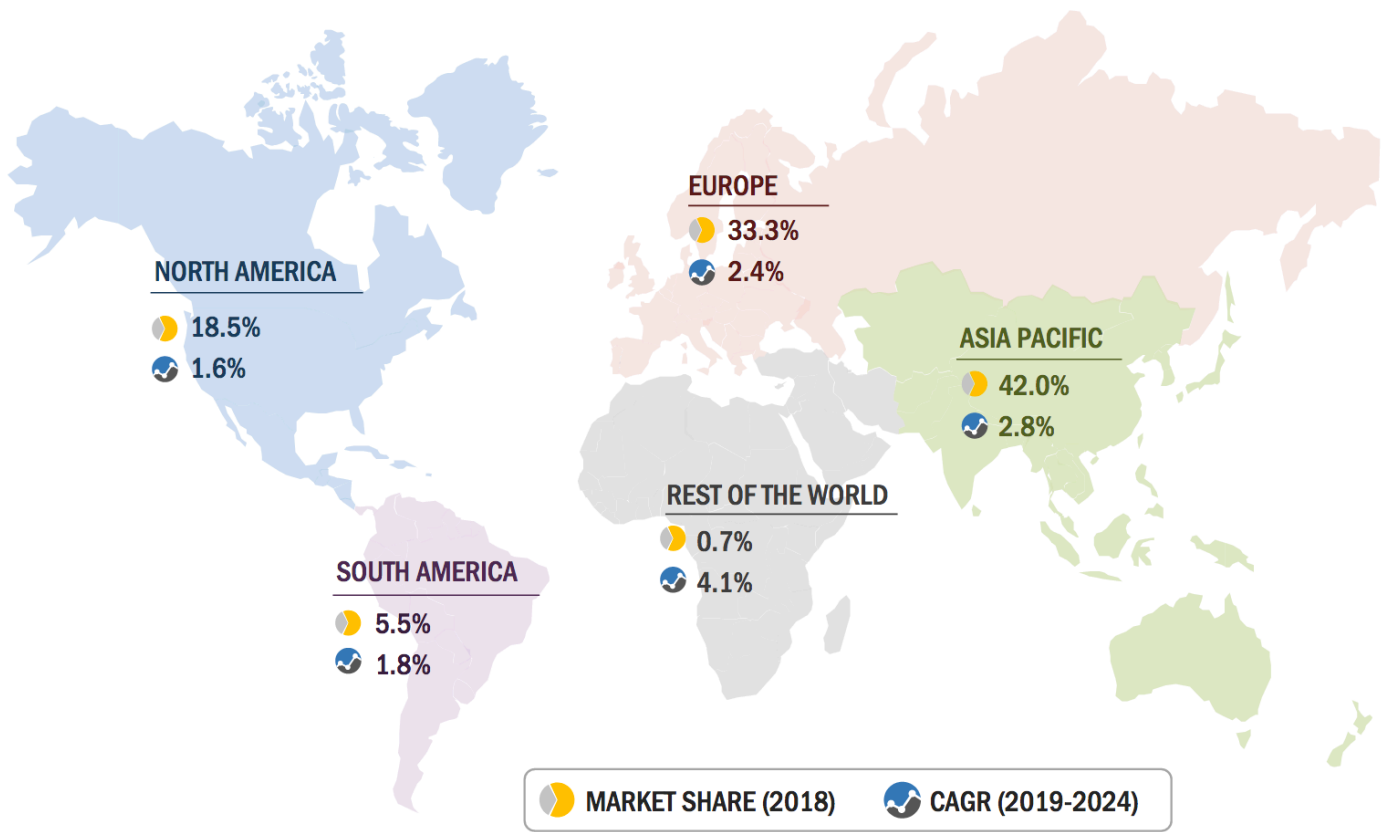 EUROPE
33.3%
2.4%
NORTH AMERICA
18.5%
1.6%
ASIA PACIFIC
42.0%
2.8%
REST OF THE WORLD
0.7%
4.1%
SOUTH AMERICA
5.5%
1.8%
MARKET SHARE (2018) CAGR (2019-2024)